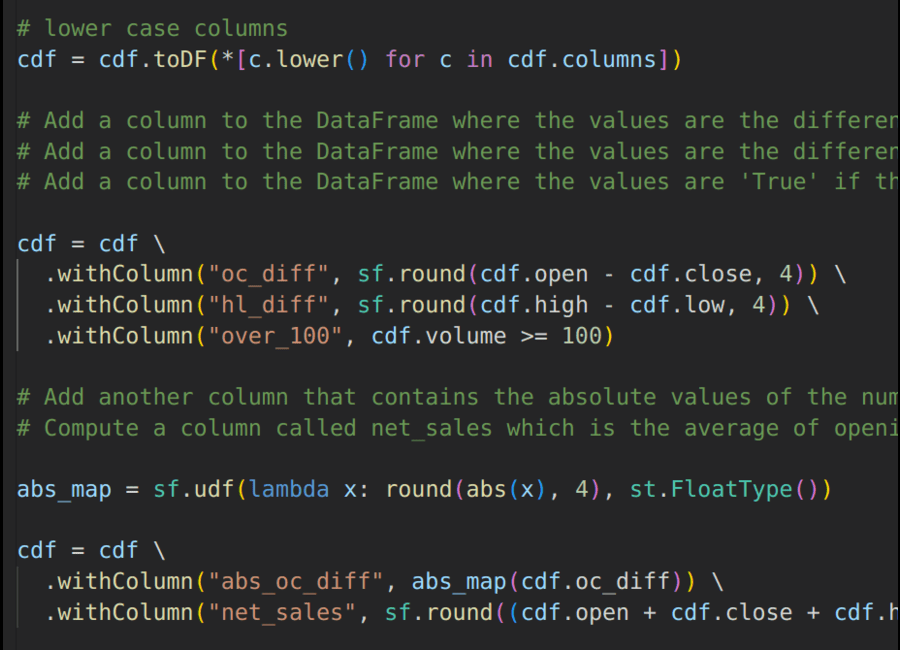 # lower case columns
cdf = cdf.toDF(*[c.lower() for c in cdf.columns])
# Add a column to the DataFrame where the values are the differen
# Add a column to the DataFrame where the values are the differen
# Add a column to the DataFrame where the values are 'True' if th
cdf = cdf \
.withColumn("oc_diff", sf.round(cdf.open - cdf.close, 4)) \
.withColumn("hl_diff", sf.round(cdf.high - cdf.low, 4)) \
.withColumn("over_100", cdf.volume >= 100)
# Add another column that contains the absolute values of the num
# Compute a column called net_sales which is the average of openi
abs_map = sf.udf(lambda x: round(abs(x), 4), st.FloatType())
cdf = cdf \
.withColumn("abs_oc_diff", abs_map(cdf.oc_diff)) \
.withColumn("net_sales", sf.round((cdf.open + cdf.close + cdf.h